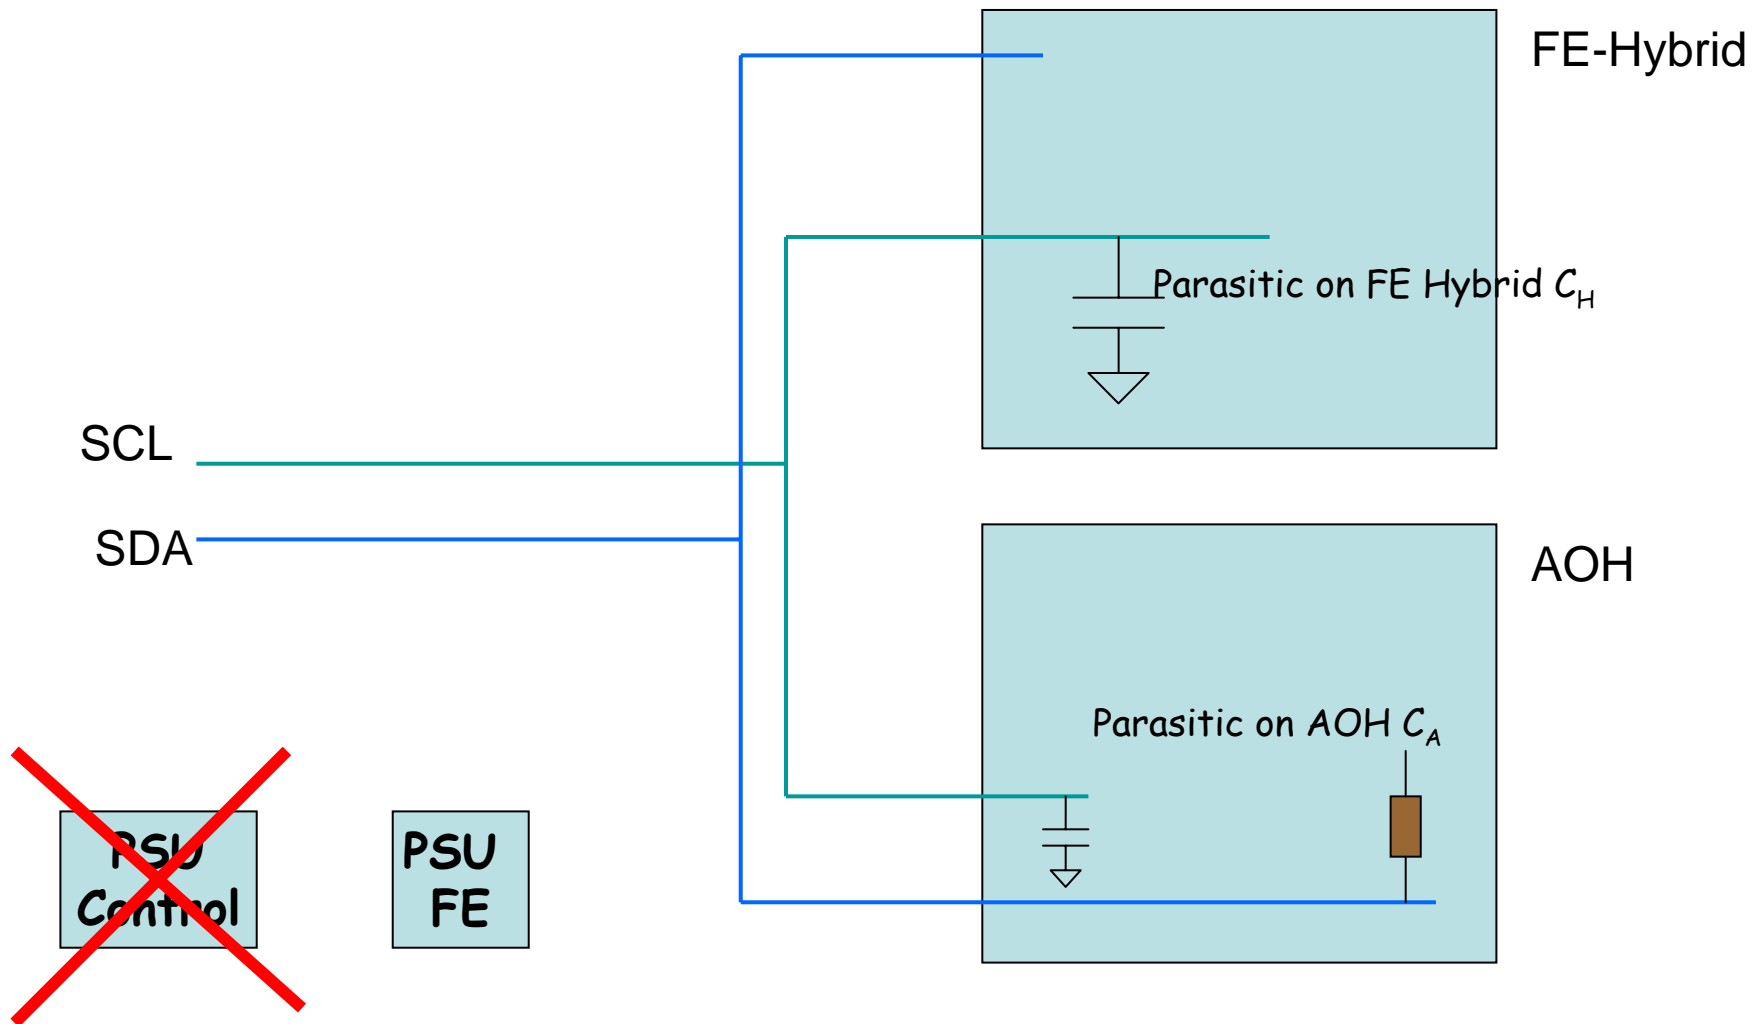 FE-Hybrid
Parasitic on FE Hybrid C_H
SCL
SDA
AOH
Parasitic on AOH C_A
PSU
Control
PSU
FE